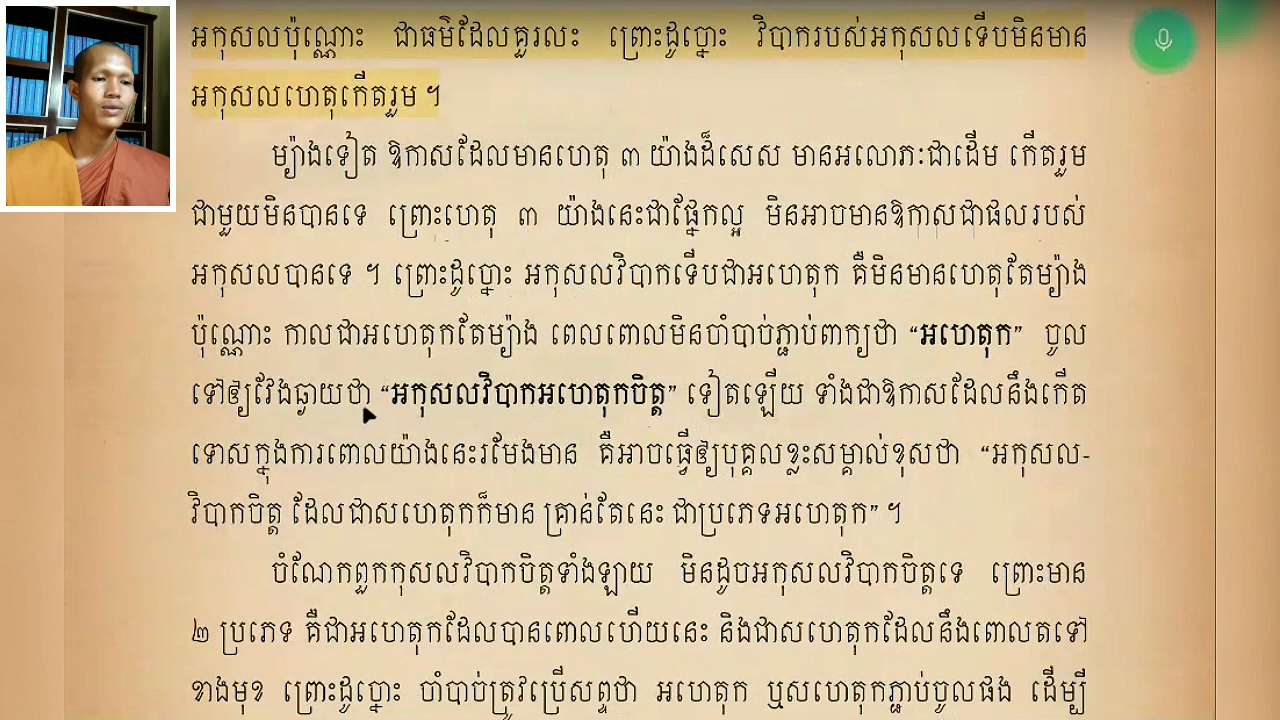 អកុសលប៉ុណ្ណោះ ជាធម៌ដែលគួរលះ ព្រោះដូច្នោះ វិបាករបស់អកុសលទើបមិនមាន
អកុសលហេតុកើតរួម ។
ម្យ៉ាងទៀត ឱកាសដែលមានហេតុ ៣ យ៉ាងដ៏សេស មានអលោភៈជាដើម កើតរួម
ជាមួយមិនបានទេ ព្រោះហេតុ ៣ យ៉ាងនេះជាផ្នែកល្អ មិនអាចមានឱកាសជាផលរបស់
អកុសលបានទេ ។ ព្រោះដូច្នោះ អកុសលវិបាកទើបជាអហេតុក គឺមិនមានហេតុតែម្យ៉ាង
ប៉ុណ្ណោះ កាលជាអហេតុកតែម្យ៉ាង ពេលពោលមិនចាំបាច់ភ្ជាប់ពាក្យថា “អហេតុក” ចូល
ទៅឲ្យវែងឆ្ងាយថា “អកុសលវិបាកអហេតុកចិត្ត” ទៀតឡើយ ទាំងជាឱកាសដែលនឹងកើត
ទោសក្នុងការពោលយ៉ាងនេះរមែងមាន គឺអាចធ្វើឲ្យបុគ្គលខ្លះសម្គាល់ខុសថា “អកុសល-
វិបាកចិត្ត ដែលជាសហេតុកក៏មាន គ្រាន់តែនេះ ជាប្រភេទអហេតុក” ។
ចំណែកពួកកុសលវិបាកចិត្តទាំងឡាយ មិនដូចអកុសលវិបាកចិត្តទេ ព្រោះមាន
២ ប្រភេទ គឺជាអហេតុកដែលបានពោលហើយនេះ និងជាសហេតុកដែលនឹងពោលតទៅ
ខាងមុខ ព្រោះដូច្នោះ ចាំបាច់ត្រូវប្រើសព្ទថា អហេតុក ឬសហេតុកភ្ជាប់ចូលផង ដើម្បី